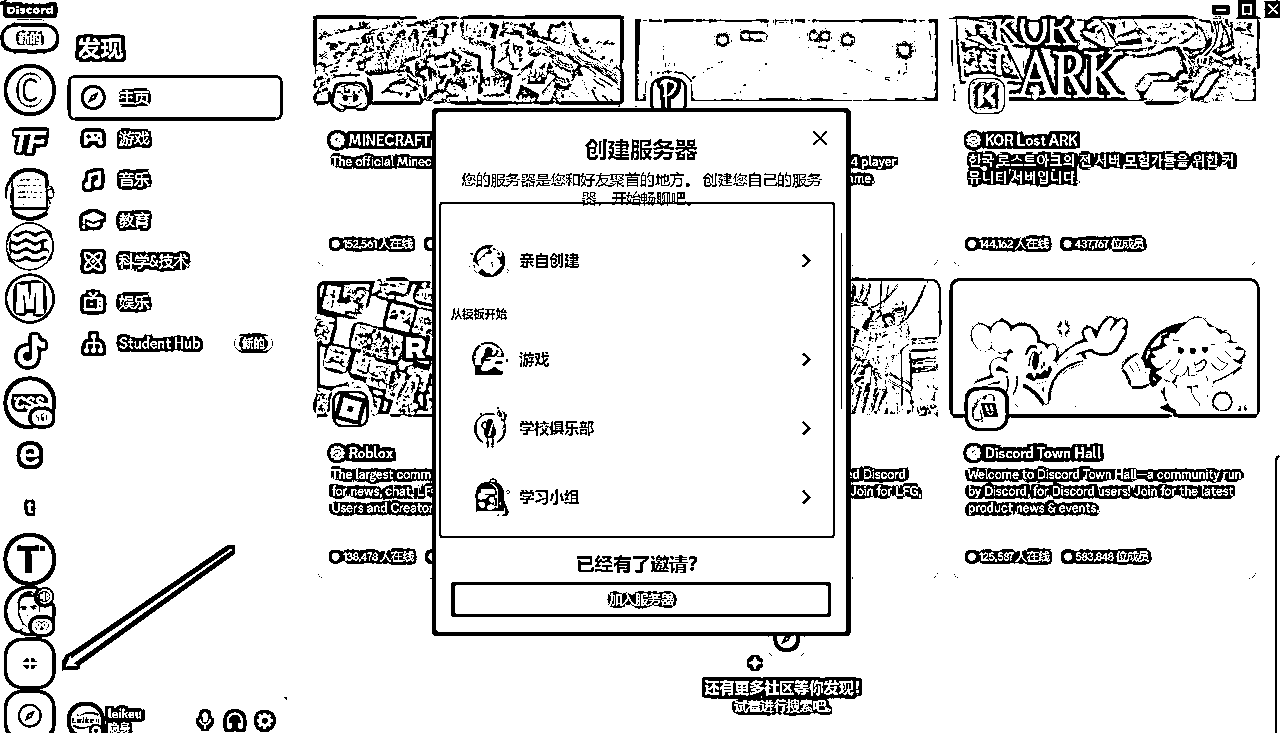 Discord
新的
发现
主页
游戏
音乐
教育
科学&技术
娱乐
Student Hub
新的
TF
M
e
t
T
leikeu
隐身
KOR
LARK
MINECRAFT
The official Minec
152,561 人在线
4 player
me.
KOR Lost ARK
한국 로스트아크의 전 서버 모험가들을 위한 커
뮤니티 서버입니다.
144,162 人在线
437,767 位成员
创建服务器
您的服务器是您和好友聚首的地方。创建您自己的服务
器，开始畅聊吧。
亲自创建
从模板开始
游戏
学校俱乐部
学习小组
已经有了邀请？
加入服务器
Roblox
The largest comm
for news, chat, LF
Users and Creator
138,478 人在线
ed Discord
Join for LFG,
Discord Town Hall
Welcome to Discord Town Hall—a community run
by Discord, for Discord users! Join for the latest
product news & events.
125,587 人在线
583,848 位成员
还有更多社区等你发现！
试着进行搜索吧。